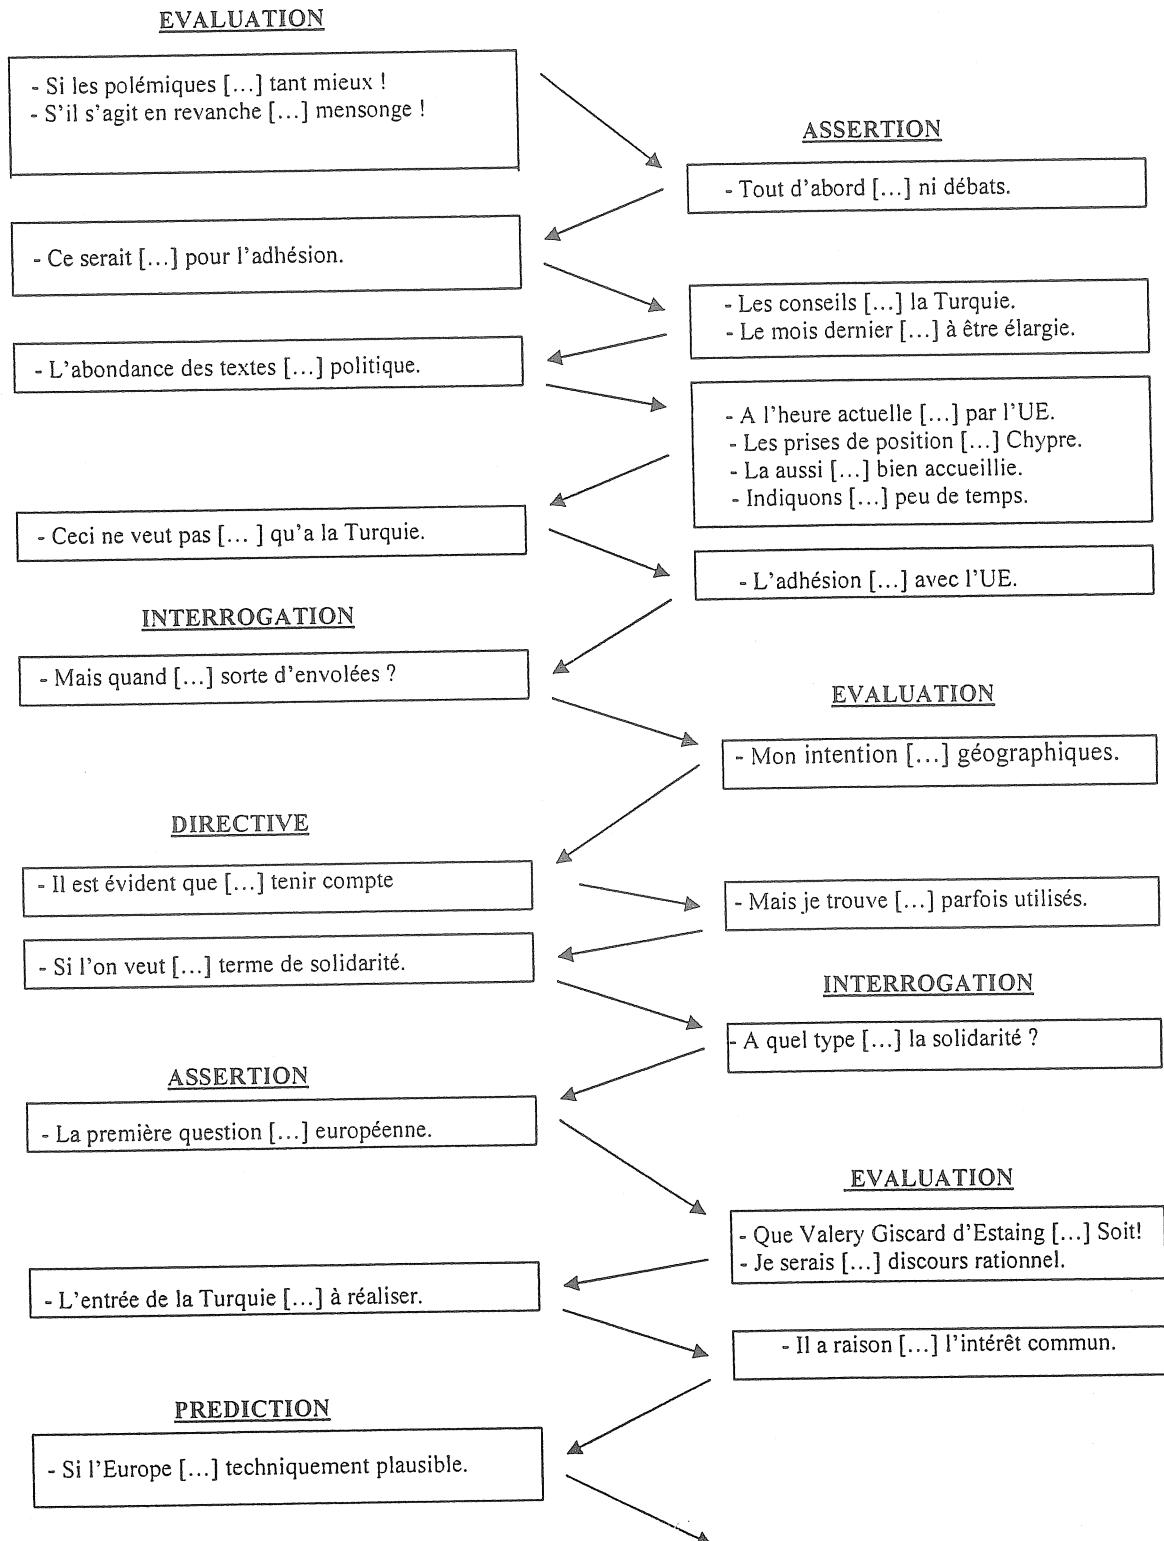 EVALUATION
- Si les polémiques [...] tant mieux !
- S'il s'agit en revanche [...] mensonge !
ASSERTION
- Tout d'abord [...] ni débats.
- Ce serait [...] pour l'adhésion.
- Les conseils [...] la Turquie.
- Le mois dernier [...] à être élargie.
- L'abondance des textes [...] politique.
- A l'heure actuelle [...] par l'UE.
- Les prises de position [...] Chypre.
- La aussi [...] bien accueillie.
- Indiquons [...] peu de temps.
- Ceci ne veut pas [... ] qu'a la Turquie.
- L'adhésion [...] avec l'UE.
INTERROGATION
- Mais quand [...] sorte d'envolées ?
EVALUATION
- Mon intention [...] géographiques.
DIRECTIVE
- Il est évident que [...] tenir compte
- Mais je trouve [...] parfois utilisés.
- Si l'on veut [...] terme de solidarité.
INTERROGATION
- A quel type [...] la solidarité ?
ASSERTION
- La première question [...] européenne.
EVALUATION
- Que Valery Giscard d'Estaing [...] Soit!
- Je serais [...] discours rationnel.
- L'entrée de la Turquie [...] à réaliser.
- Il a raison [...] l'intérêt commun.
PREDICTION
- Si l'Europe [...] techniquement plausible.